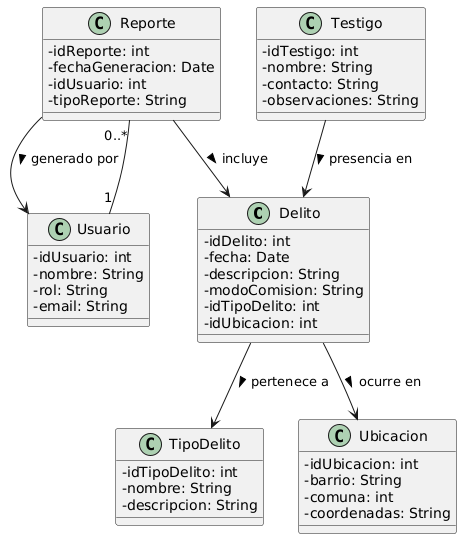 C Reporte
-idReporte: int
-fechaGeneracion: Date
-idUsuario: int
-tipoReporte: String
C Testigo
-idTestigo: int
-nombre: String
-contacto: String
-observaciones: String
0..*
generado por
incluye
presencia en
1
C Usuario
-idUsuario: int
-nombre: String
-rol: String
-email: String
C Delito
-idDelito: int
-fecha: Date
-descripcion: String
-modoComision: String
-idTipoDelito: int
-idUbicacion: int
pertenece a
ocurre en
C TipoDelito
-idTipoDelito: int
-nombre: String
-descripcion: String
C Ubicacion
-idUbicacion: int
-barrio: String
-comuna: int
-coordenadas: String